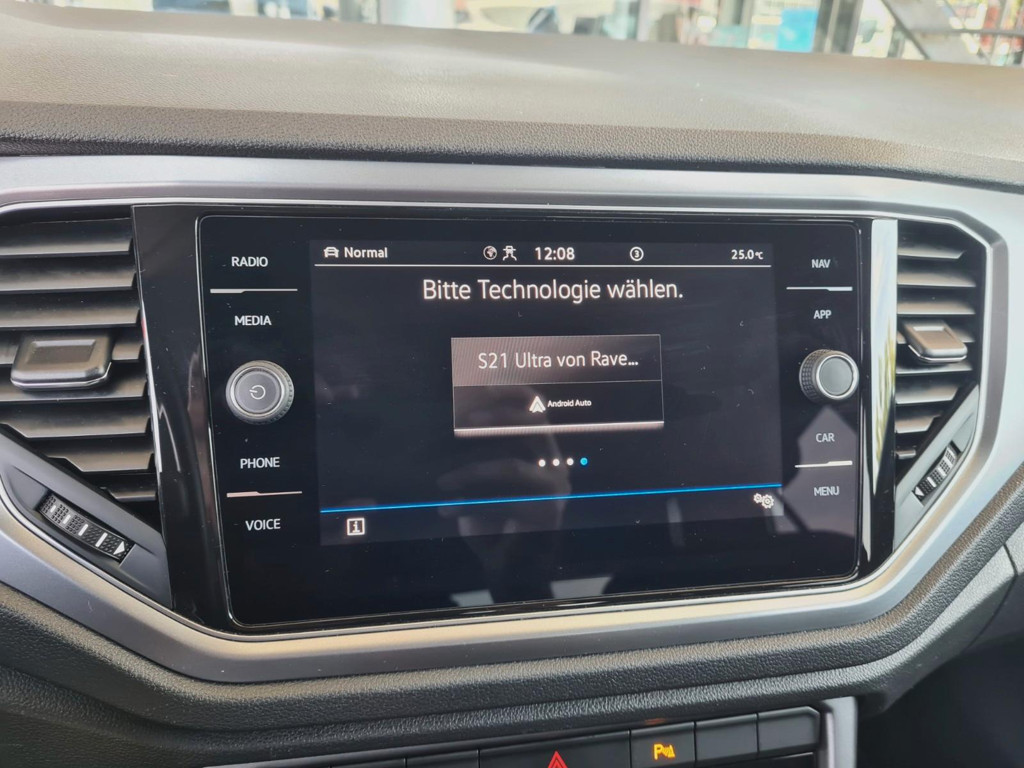 RADIO
MEDIA
PHONE
VOICE
Normal
12:08
3
25.0℃
Bitte Technologie wählen.
S21 Ultra von Rave...
Android Auto
i
NAV
APP
CAR
MENU
P